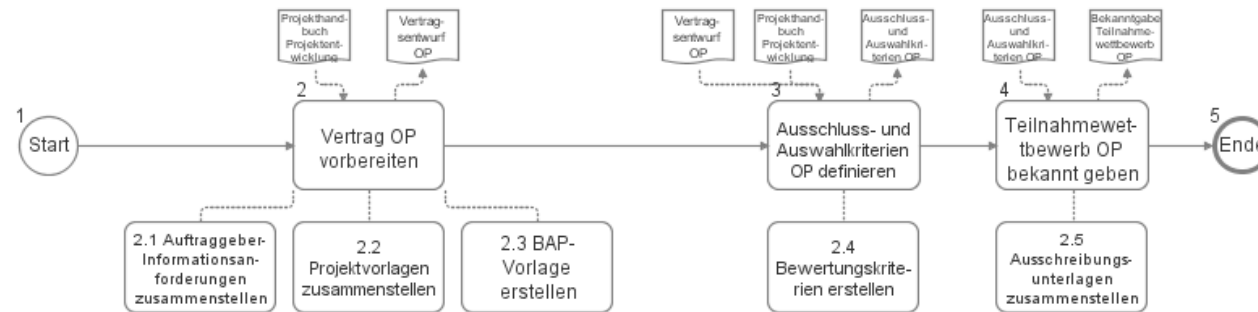 Projekthand-
buch
Projektent-
wicklung
Vertrag-
sentwurf
OP
Vertrag-
sentwurf
OP
Projekthand-
buch
Projektent-
wicklung
Ausschluss-
und
Auswahlkri-
terien OP
Ausschluss-
und
Auswahlkri-
terien OP
Bekanntgabe
Teilnahme-
wettbewerb
OP
1
Start
2
Vertrag OP
vorbereiten
3
Ausschluss- und
Auswahlkriterien
OP definieren
4
Teilnahmewet-
tbewerb OP
bekannt geben
5
Ende
2.1 Auftraggeber-
Informationsan-
forderungen
zusammenstellen
2.2
Projektvorlagen
zusammenstellen
2.3 BAP-
Vorlage
erstellen
2.4
Bewertungskrite-
rien erstellen
2.5
Ausschreibungs-
unterlagen
zusammenstellen